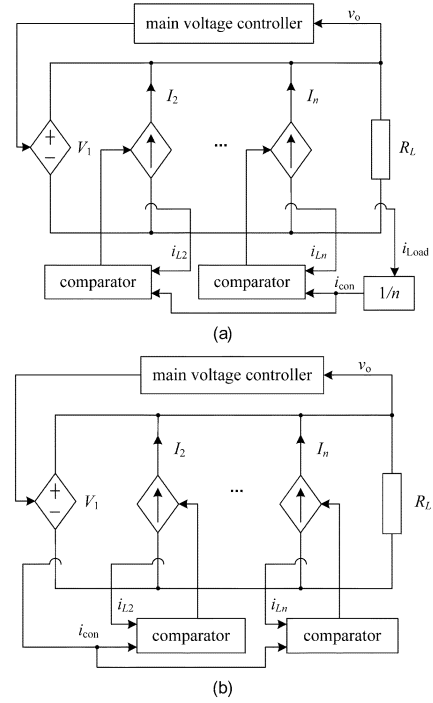 main voltage controller
vo
+
−
V1
I2
...
In
RL
iL2
iLn
iLoad
comparator
comparator
icon
1/n
(a)
main voltage controller
vo
+
−
V1
I2
...
In
RL
iL2
iLn
icon
comparator
comparator
(b)